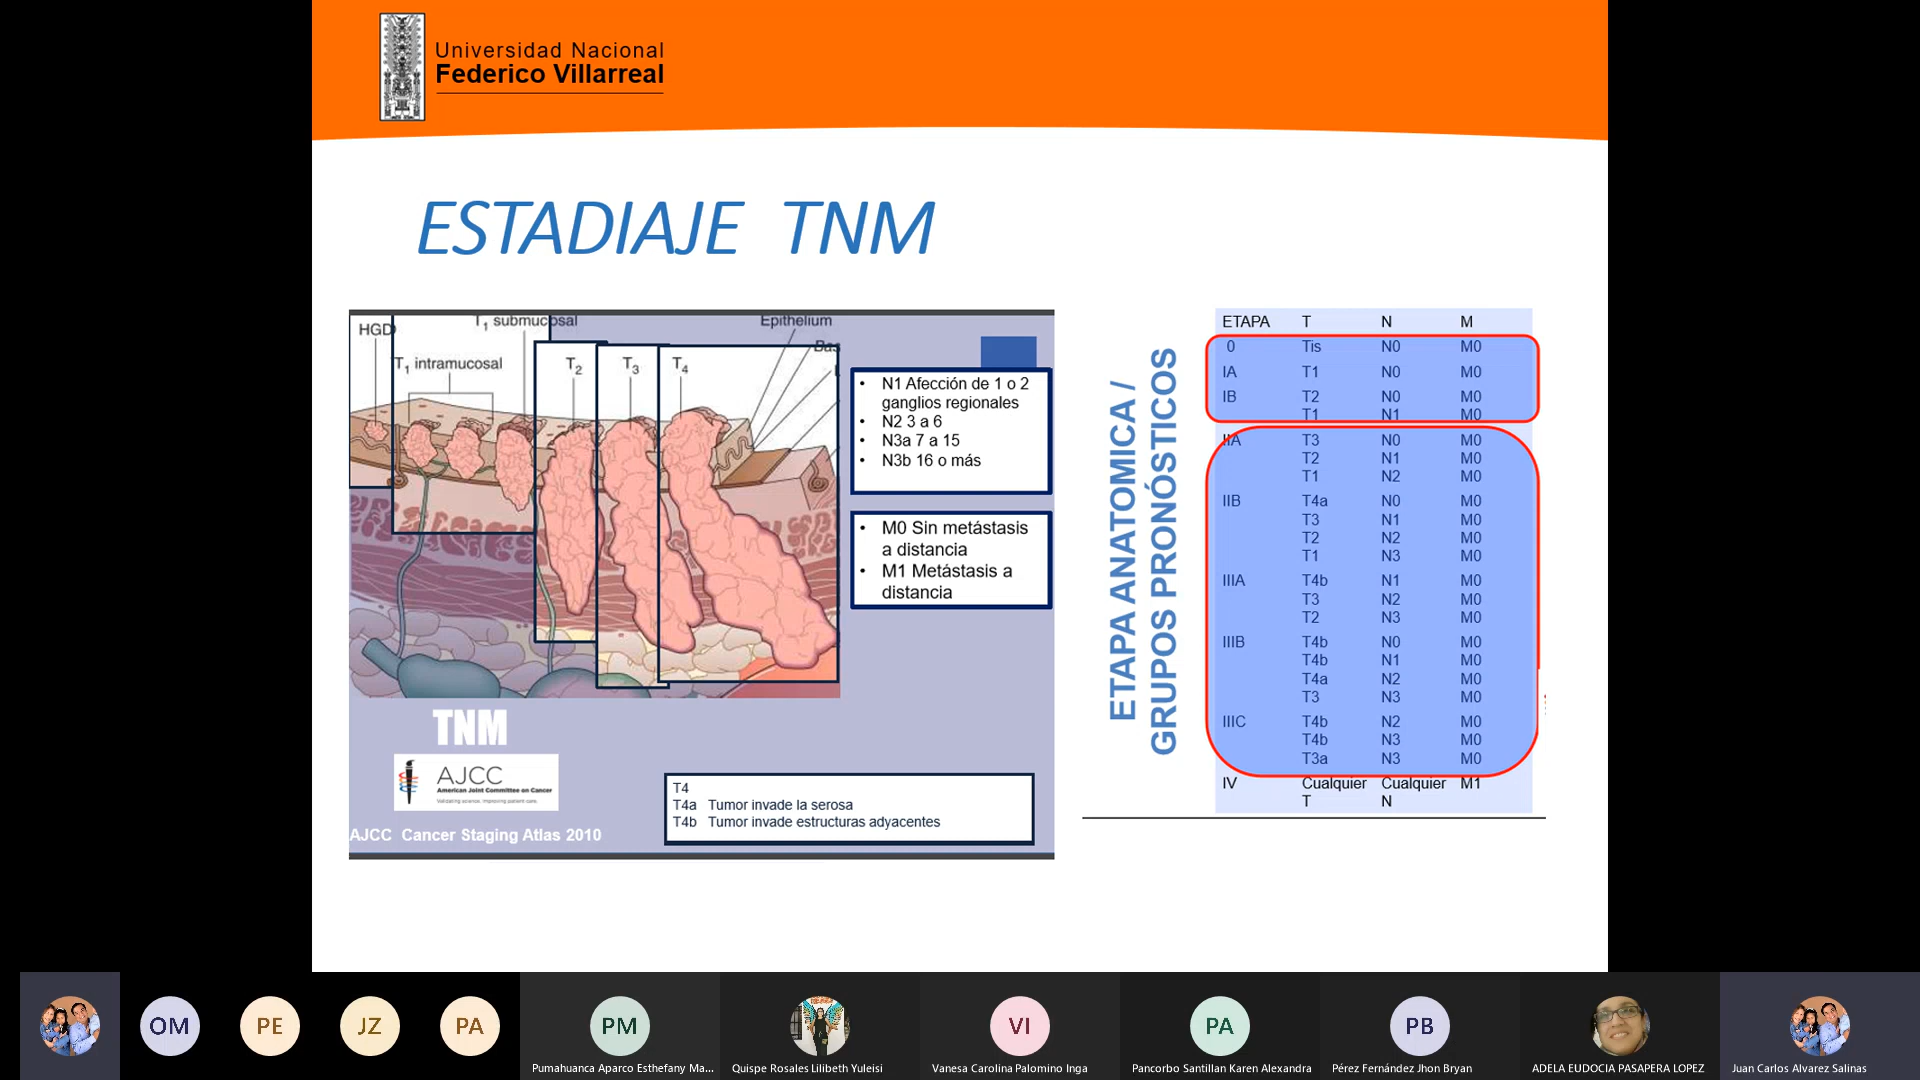 Universidad Nacional
Federico Villarreal
ESTADIAJE TNM
HGD
T1 submucosal
T1 intramucosal
T2
T3
T4
Epithelium
• N1 Afección de 1 o 2
ganglios regionales
• N2 3 a 6
• N3a 7 a 15
• N3b 16 o más
• M0 Sin metástasis
a distancia
• M1 Metástasis a
distancia
TNM
AJCC
American Joint Committee on Cancer
Validating science. Improving patient care.
AJCC Cancer Staging Atlas 2010
T4
T4a Tumor invade la serosa
T4b Tumor invade estructuras adyacentes
ETAPA ANATOMICA /
GRUPOS PRONÓSTICOS
ETAPA T N M
0 Tis N0 M0
IA T1 N0 M0
IB T2 N0 M0
T1 N1 M0
IIA T3 N0 M0
T2 N1 M0
T1 N2 M0
IIB T4a N0 M0
T3 N1 M0
T2 N2 M0
T1 N3 M0
IIIA T4b N1 M0
T3 N2 M0
T2 N3 M0
IIIB T4b N0 M0
T4b N1 M0
T4a N2 M0
T3 N3 M0
IIIC T4b N2 M0
T4b N3 M0
T3a N3 M0
IV Cualquier Cualquier M1
T N
OM
PE
JZ
PA
PM
VI
PA
PB
Pumahuanca Aparco Esthefany Ma...
Quispe Rosales Lilibeth Yuleisi
Vanesa Carolina Palomino Inga
Pancorbo Santillan Karen Alexandra
Pérez Fernández Jhon Bryan
ADELA EUDOCIA PASAPERA LOPEZ
Juan Carlos Alvarez Salinas